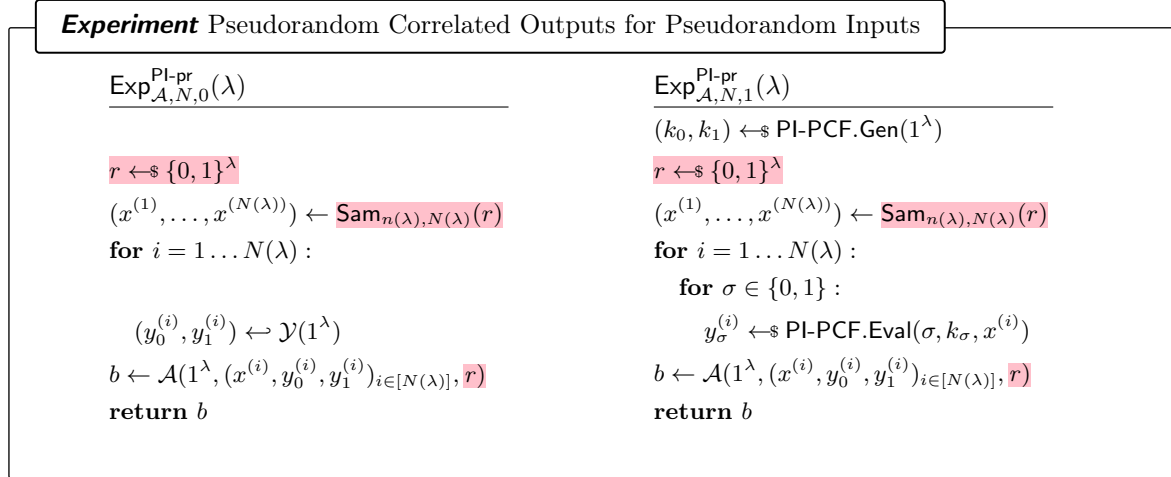 Experiment Pseudorandom Correlated Outputs for Pseudorandom Inputs
Exp^{PI-pr}_{𝒜,N,0}(λ)
r ←$ {0, 1}^λ
(x^{(1)}, …, x^{(N(λ))}) ← Sam_{n(λ),N(λ)}(r)
for i = 1 … N(λ) :
(y_0^{(i)}, y_1^{(i)}) ↩ 𝒴(1^λ)
b ← 𝒜(1^λ, (x^{(i)}, y_0^{(i)}, y_1^{(i)})_{i∈[N(λ)]}, r)
return b
Exp^{PI-pr}_{𝒜,N,1}(λ)
(k_0, k_1) ←$ PI-PCF.Gen(1^λ)
r ←$ {0, 1}^λ
(x^{(1)}, …, x^{(N(λ))}) ← Sam_{n(λ),N(λ)}(r)
for i = 1 … N(λ) :
for σ ∈ {0, 1} :
y_σ^{(i)} ←$ PI-PCF.Eval(σ, k_σ, x^{(i)})
b ← 𝒜(1^λ, (x^{(i)}, y_0^{(i)}, y_1^{(i)})_{i∈[N(λ)]}, r)
return b